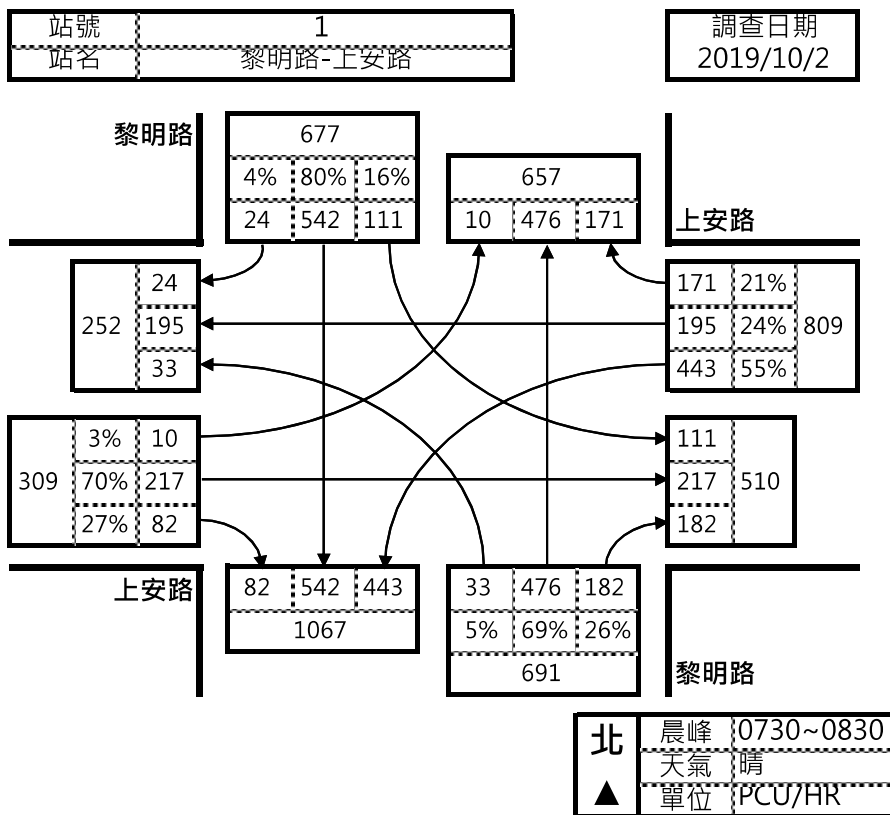 站號 1
站名 黎明路-上安路
調查日期
2019/10/2
黎明路
677
4% 80% 16%
24 542 111
657
10 476 171
上安路
252
24
195
33
171 21%
195 24%
443 55%
809
309
3% 10
70% 217
27% 82
111
217
182
510
上安路
82 542 443
1067
33 476 182
5% 69% 26%
691
黎明路
北
▲
晨峰 0730~0830
天氣 晴
單位 PCU/HR